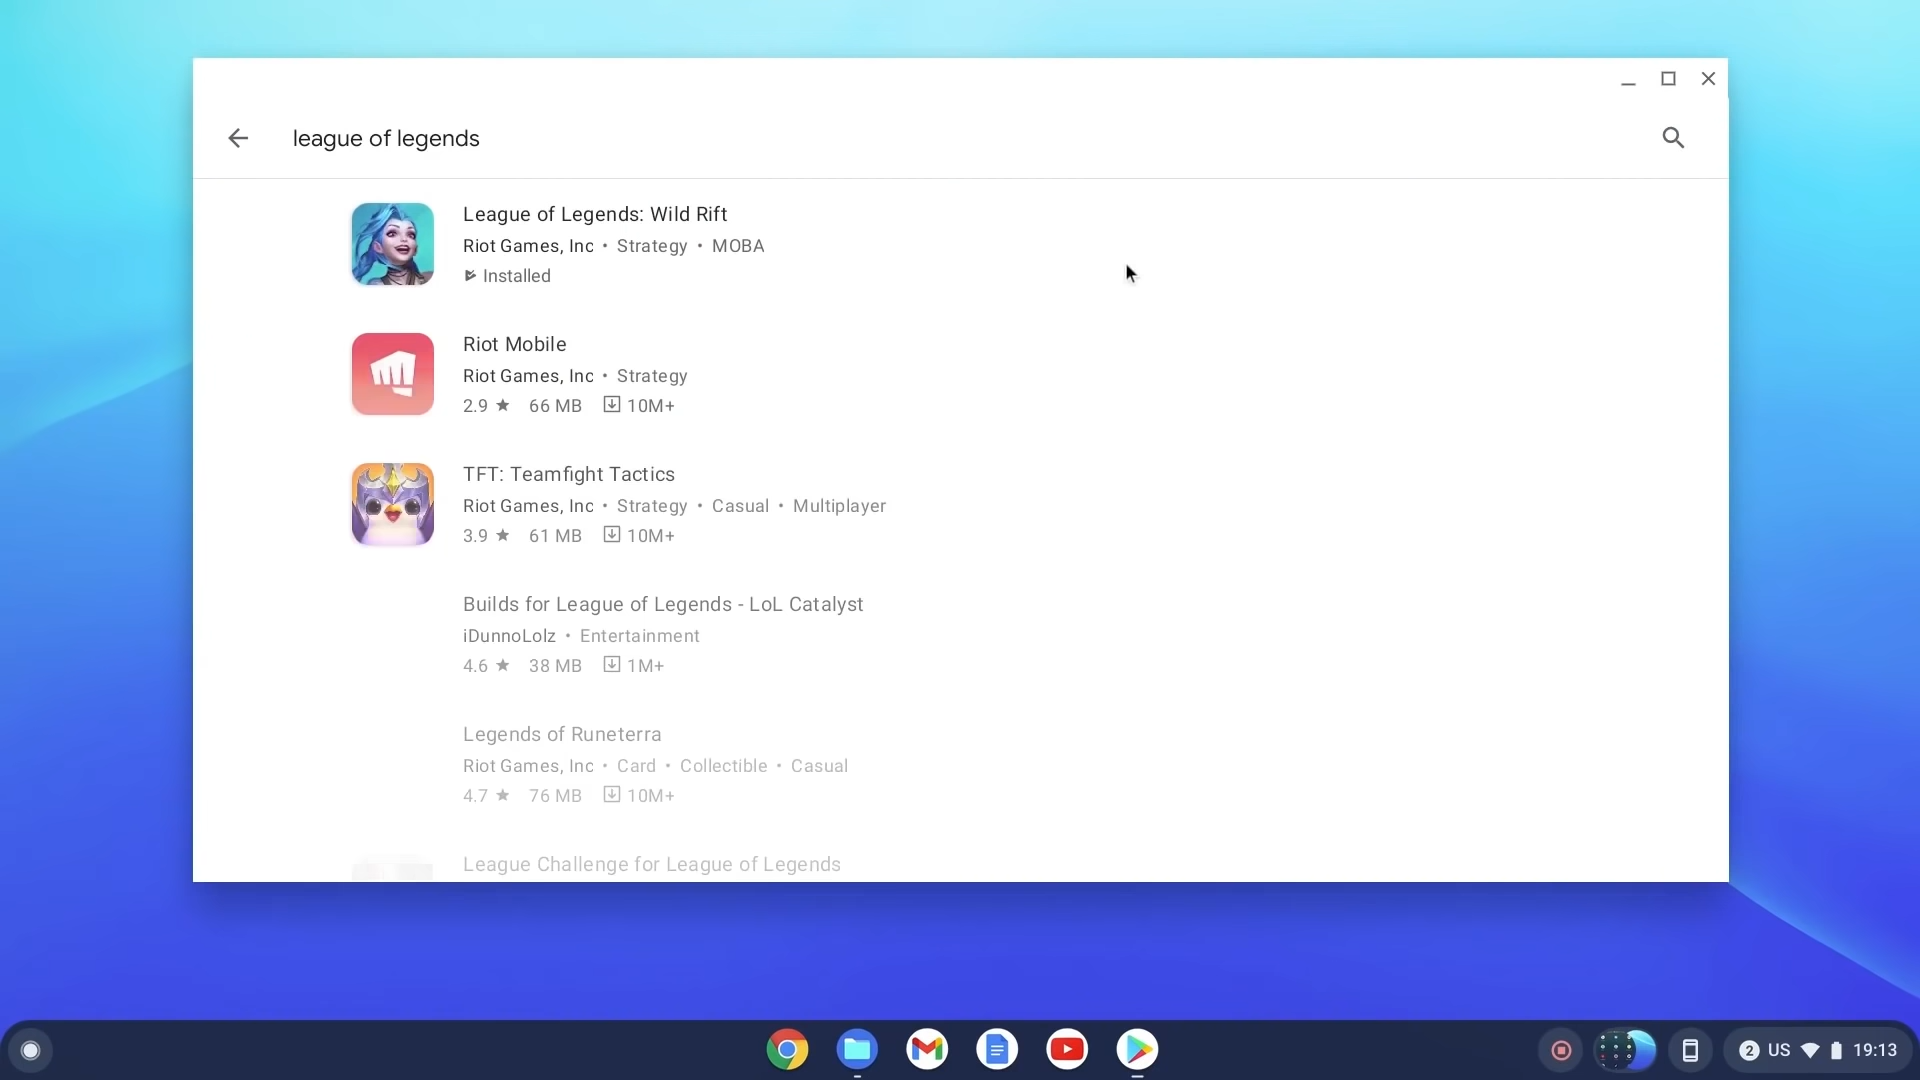 league of legends
League of Legends: Wild Rift
Riot Games, Inc • Strategy • MOBA
Installed
Riot Mobile
Riot Games, Inc • Strategy
2.9 ★ 66 MB 10M+
TFT: Teamfight Tactics
Riot Games, Inc • Strategy • Casual • Multiplayer
3.9 ★ 61 MB 10M+
Builds for League of Legends - LoL Catalyst
iDunnoLolz • Entertainment
4.6 ★ 38 MB 1M+
Legends of Runeterra
Riot Games, Inc • Card • Collectible • Casual
4.7 ★ 76 MB 10M+
League Challenge for League of Legends
2 US 19:13